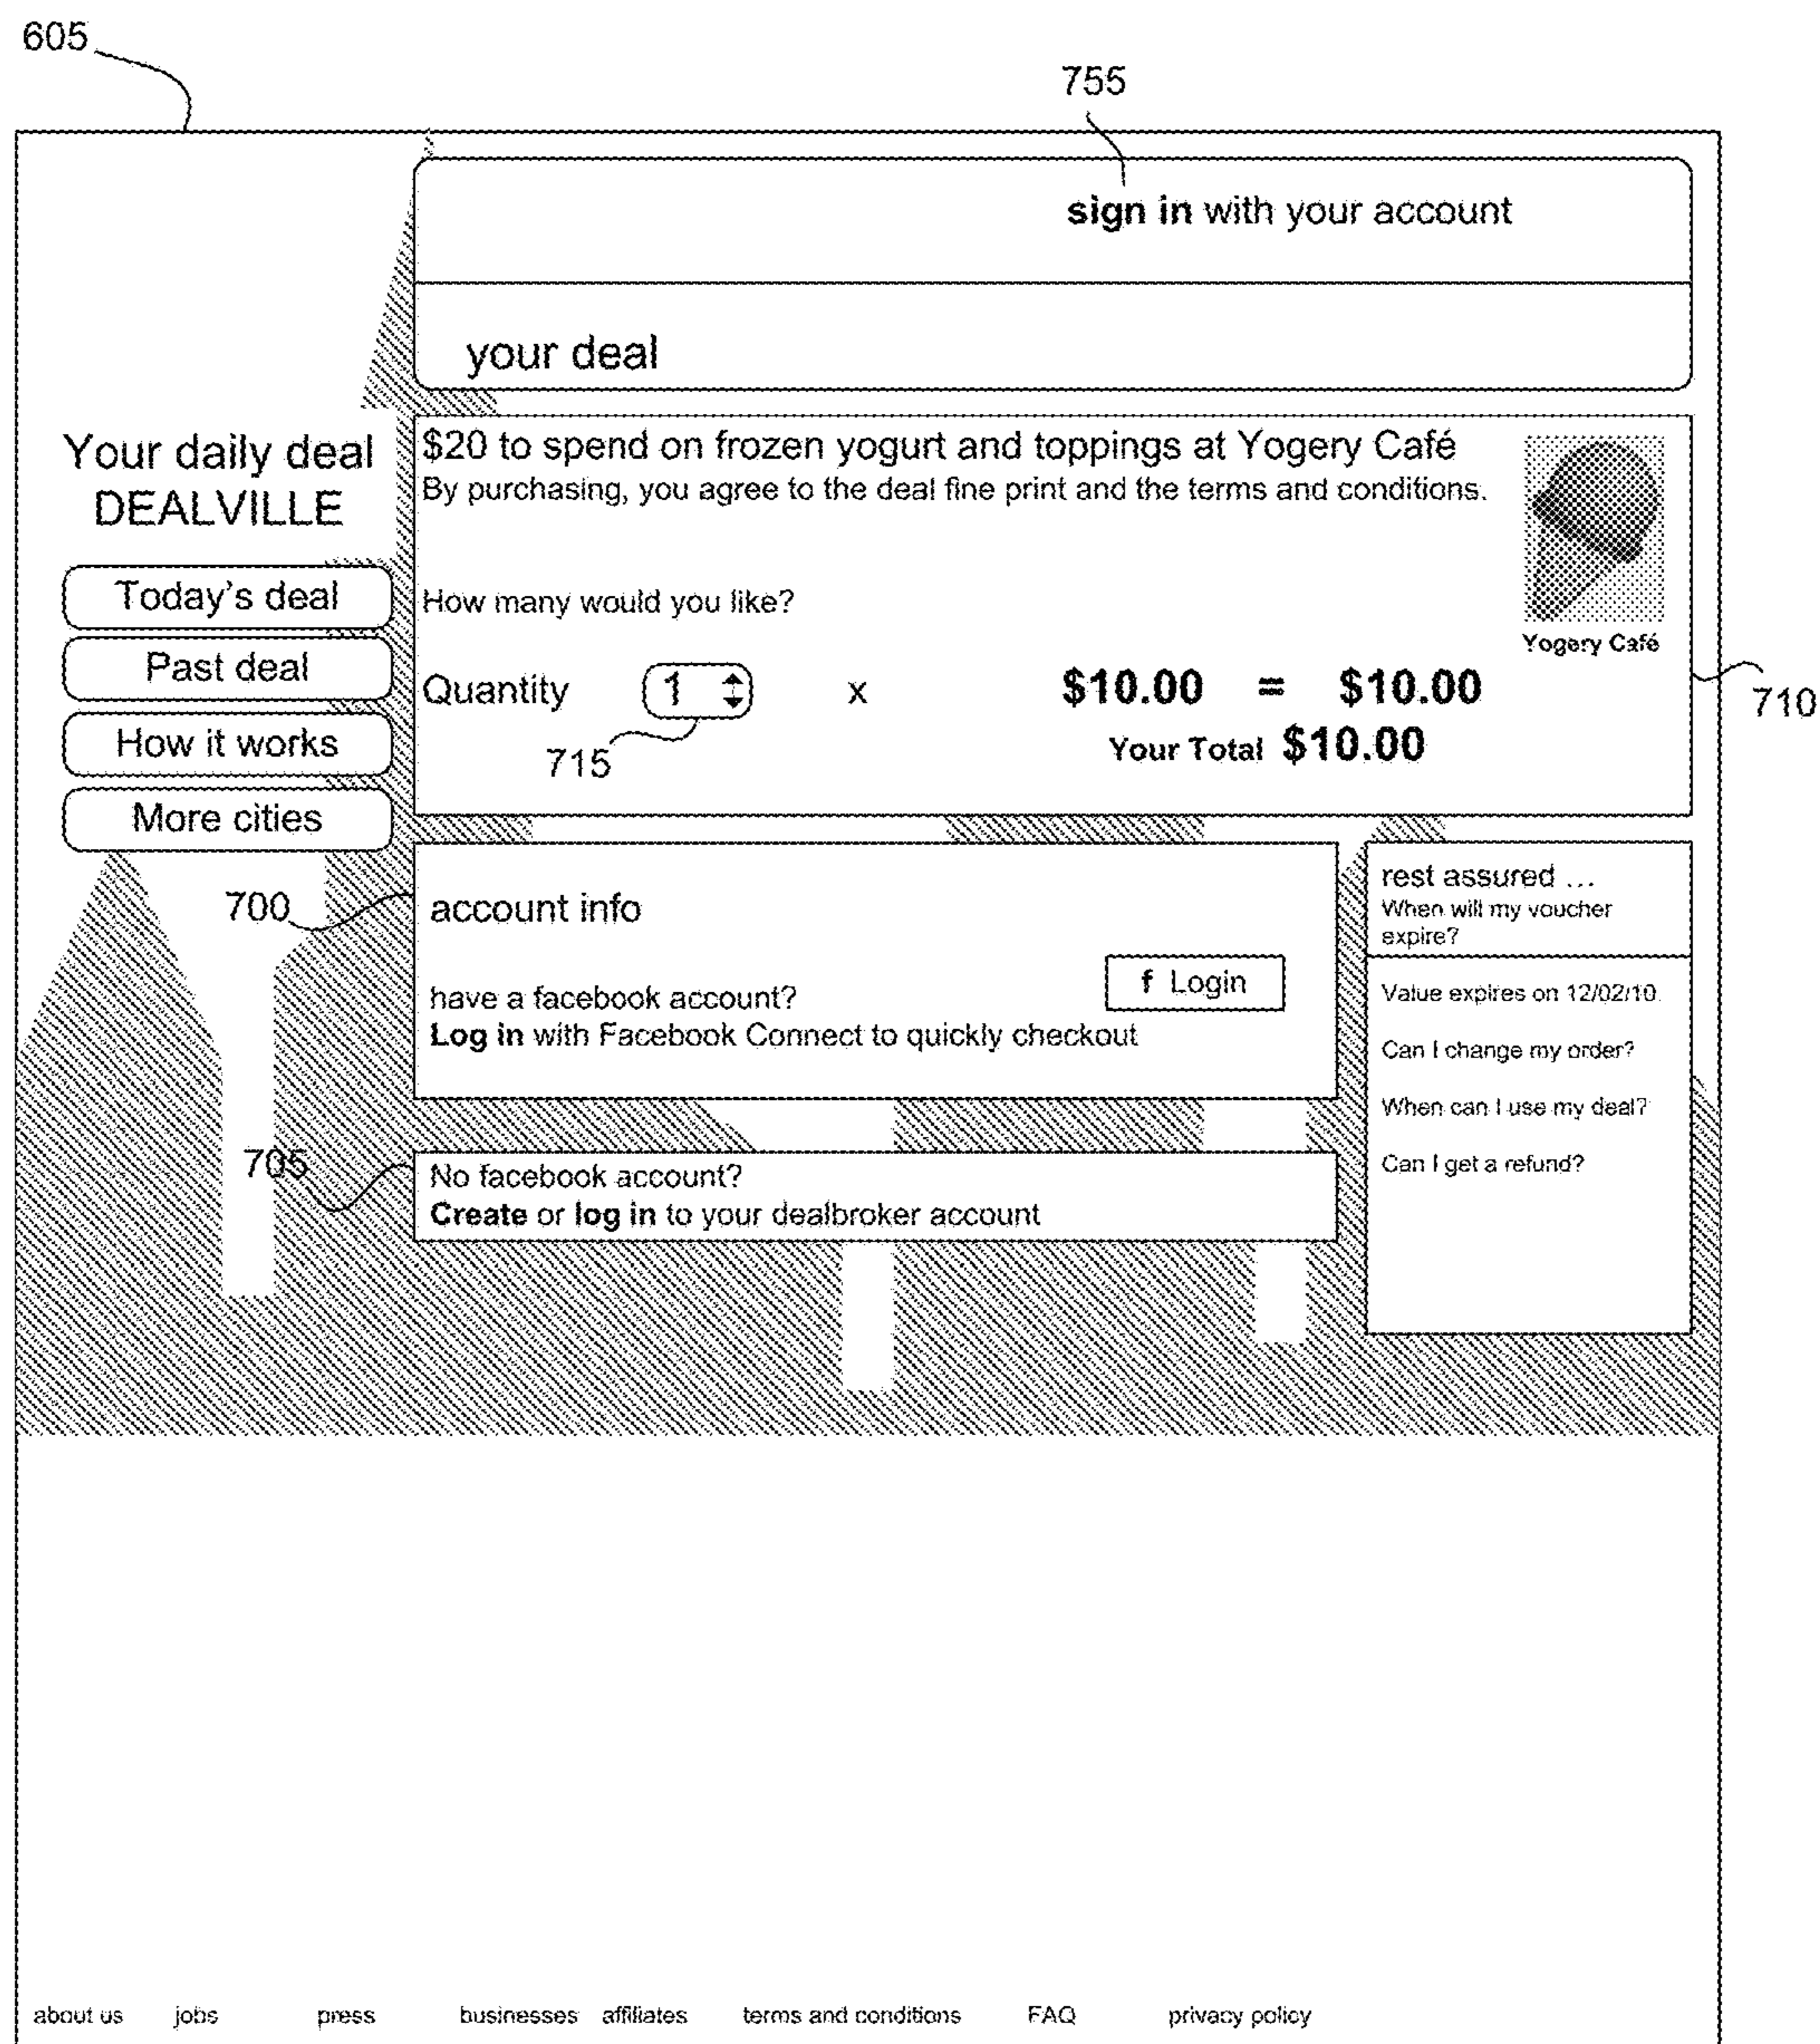 605
755
sign in with your account
your deal
Your daily deal
DEALVILLE
Today's deal
Past deal
How it works
More cities
$20 to spend on frozen yogurt and toppings at Yogery Café
By purchasing, you agree to the deal fine print and the terms and conditions.
How many would you like?
Yogery Café
Quantity 1 x $10.00 = $10.00
710
715
Your Total $10.00
700
account info
have a facebook account?
f Login
Log in with Facebook Connect to quickly checkout
705
No facebook account?
Create or log in to your dealbroker account
rest assured ...
When will my voucher
expire?
Value expires on 12/02/10.
Can I change my order?
When can I use my deal?
Can I get a refund?
about us jobs press businesses affiliates terms and conditions FAQ privacy policy